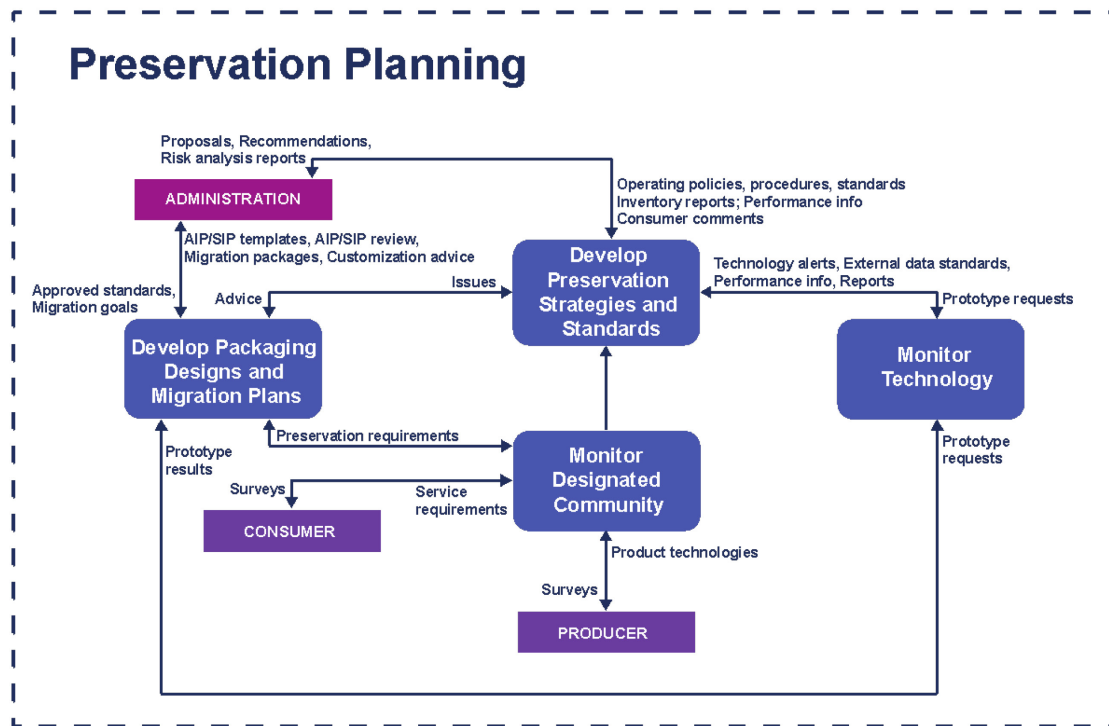 Preservation Planning
Proposals, Recommendations,
Risk analysis reports
ADMINISTRATION
Operating policies, procedures, standards
Inventory reports; Performance info
Consumer comments
AIP/SIP templates, AIP/SIP review,
Migration packages, Customization advice
Develop
Preservation
Strategies and
Standards
Technology alerts, External data standards,
Performance info, Reports
Issues
Approved standards,
Migration goals
Advice
Prototype requests
Develop Packaging
Designs and
Migration Plans
Monitor
Technology
Preservation requirements
Prototype
results
Monitor
Designated
Community
Prototype
requests
Surveys
Service
requirements
CONSUMER
Product technologies
Surveys
PRODUCER